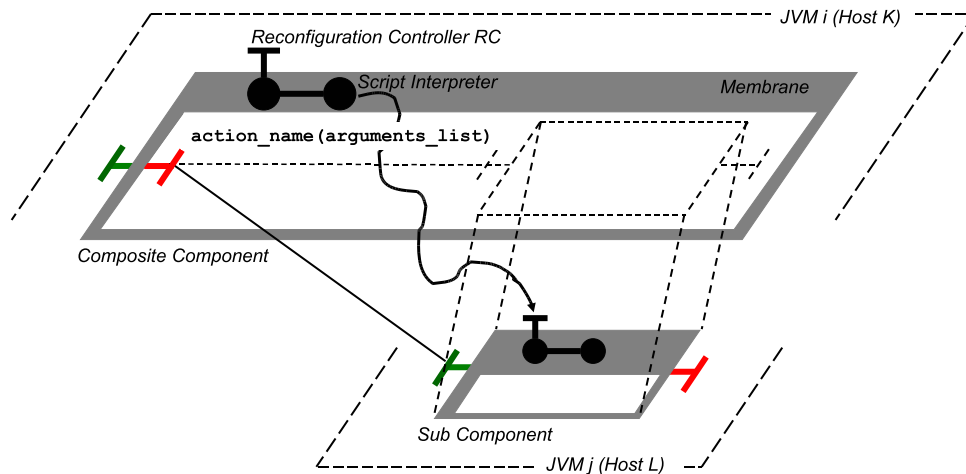 JVM i (Host K)
Reconfiguration Controller RC
Script Interpreter
Membrane
action_name(arguments_list)
Composite Component
Sub Component
JVM j (Host L)